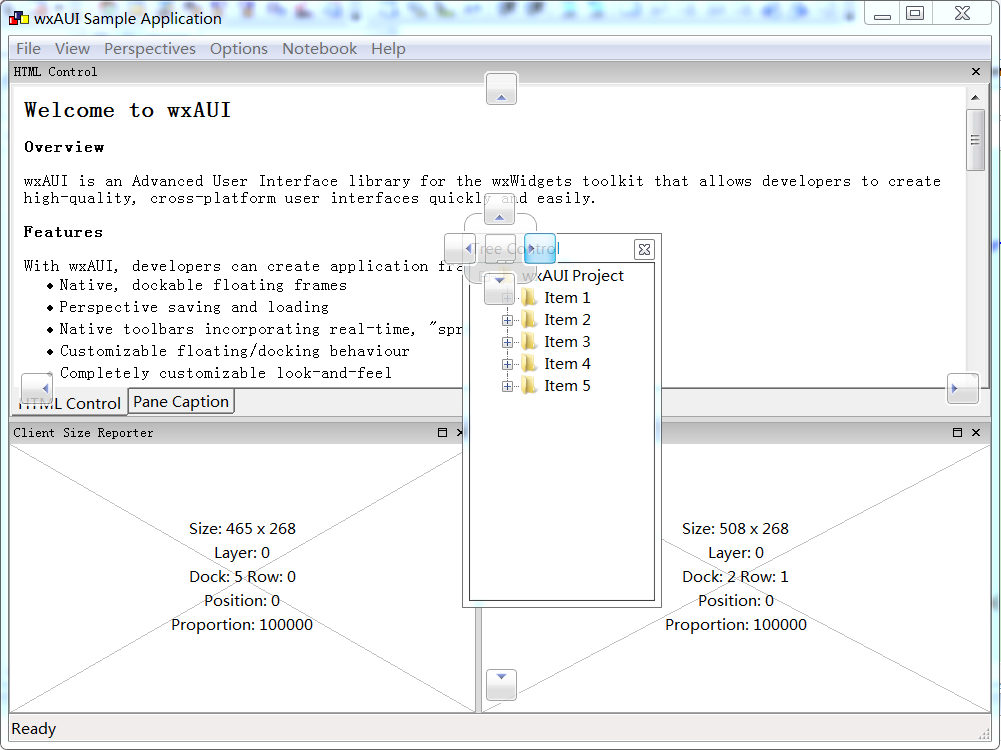 wxAUI Sample Application
File View Perspectives Options Notebook Help
HTML Control
Welcome to wxAUI
Overview
wxAUI is an Advanced User Interface library for the wxWidgets toolkit that allows developers to create
high-quality, cross-platform user interfaces quickly and easily.
Features
With wxAUI, developers can create application fra
Native, dockable floating frames
Perspective saving and loading
Native toolbars incorporating real-time, "spr
Customizable floating/docking behaviour
Completely customizable look-and-feel
Tree Control
wxAUI Project
Item 1
Item 2
Item 3
Item 4
Item 5
HTML Control Pane Caption
Client Size Reporter
Size: 465 x 268
Layer: 0
Dock: 5 Row: 0
Position: 0
Proportion: 100000
Size: 508 x 268
Layer: 0
Dock: 2 Row: 1
Position: 0
Proportion: 100000
Ready